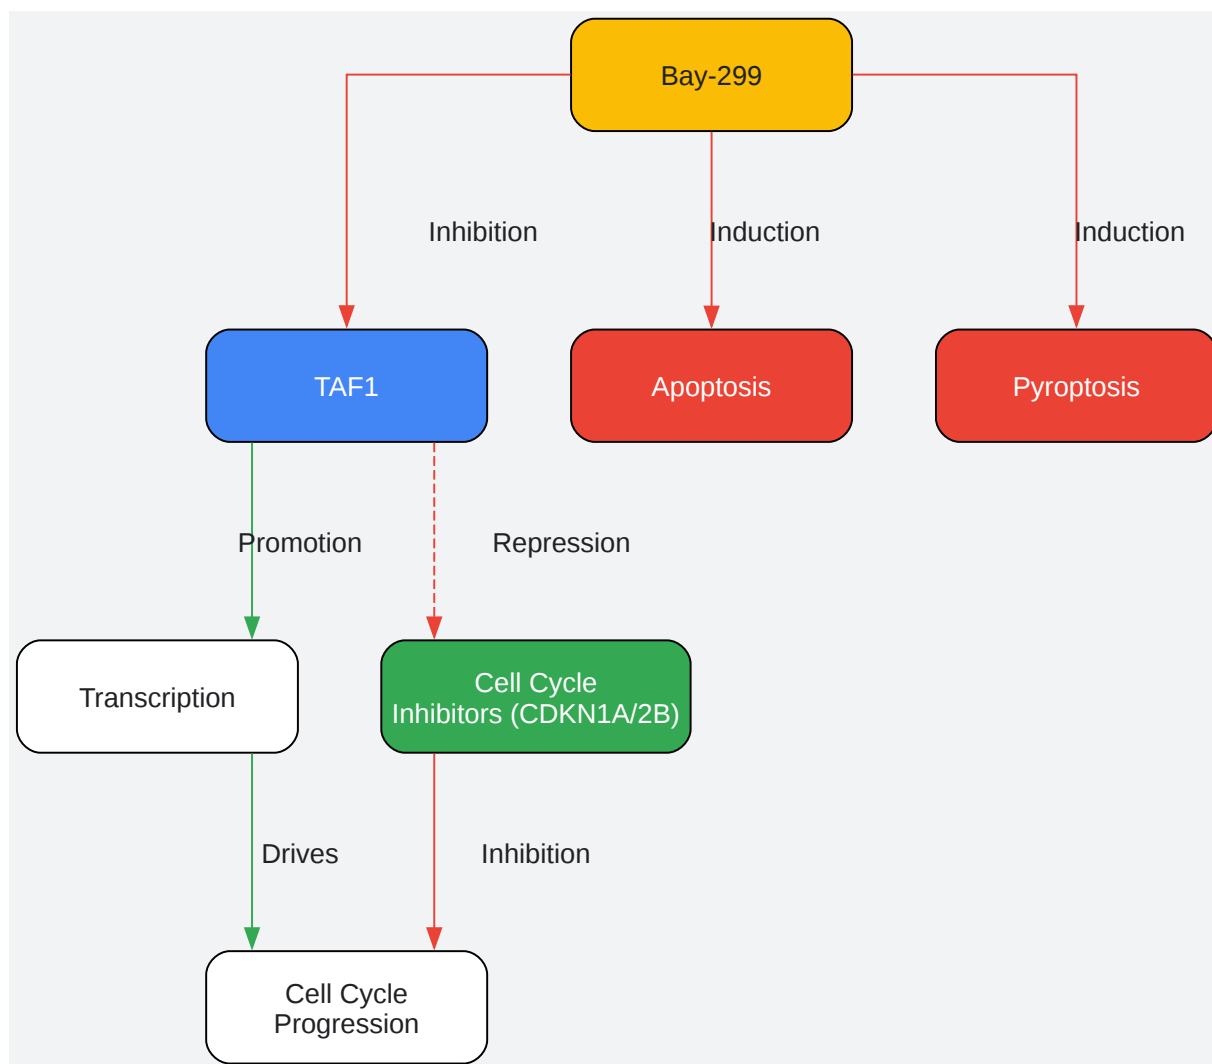 Bay-299
Inhibition
Induction
Induction
TAF1
Apoptosis
Pyroptosis
Promotion
Repression
Transcription
Cell Cycle
Inhibitors (CDKN1A/2B)
Drives
Inhibition
Cell Cycle
Progression